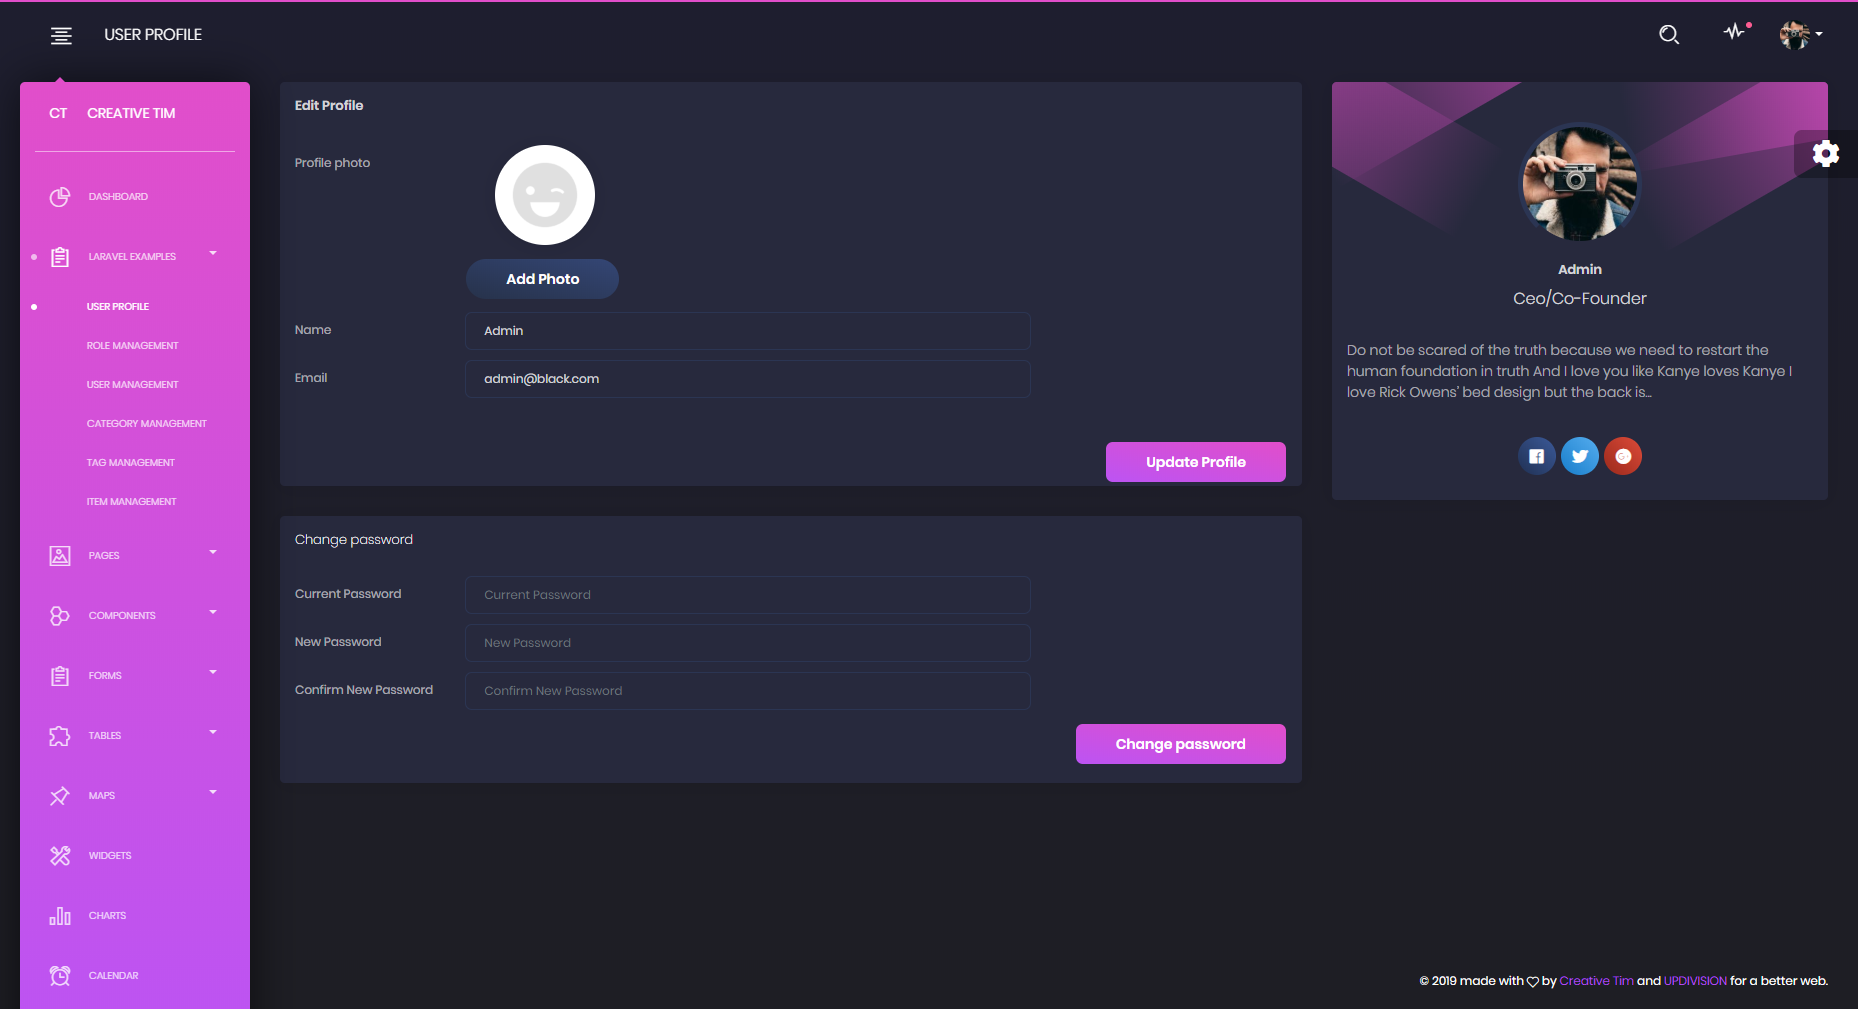 USER PROFILE
CT CREATIVE TIM
DASHBOARD
LARAVEL EXAMPLES
USER PROFILE
ROLE MANAGEMENT
USER MANAGEMENT
CATEGORY MANAGEMENT
TAG MANAGEMENT
ITEM MANAGEMENT
PAGES
COMPONENTS
FORMS
TABLES
MAPS
WIDGETS
CHARTS
CALENDAR
Edit Profile
Profile photo
Add Photo
Name Admin
Email admin@black.com
Update Profile
Change password
Current Password Current Password
New Password New Password
Confirm New Password Confirm New Password
Change password
Admin
Ceo/Co-Founder
Do not be scared of the truth because we need to restart the
human foundation in truth And I love you like Kanye loves Kanye I
love Rick Owens’ bed design but the back is...
© 2019 made with by Creative Tim and UPDIVISION for a better web.